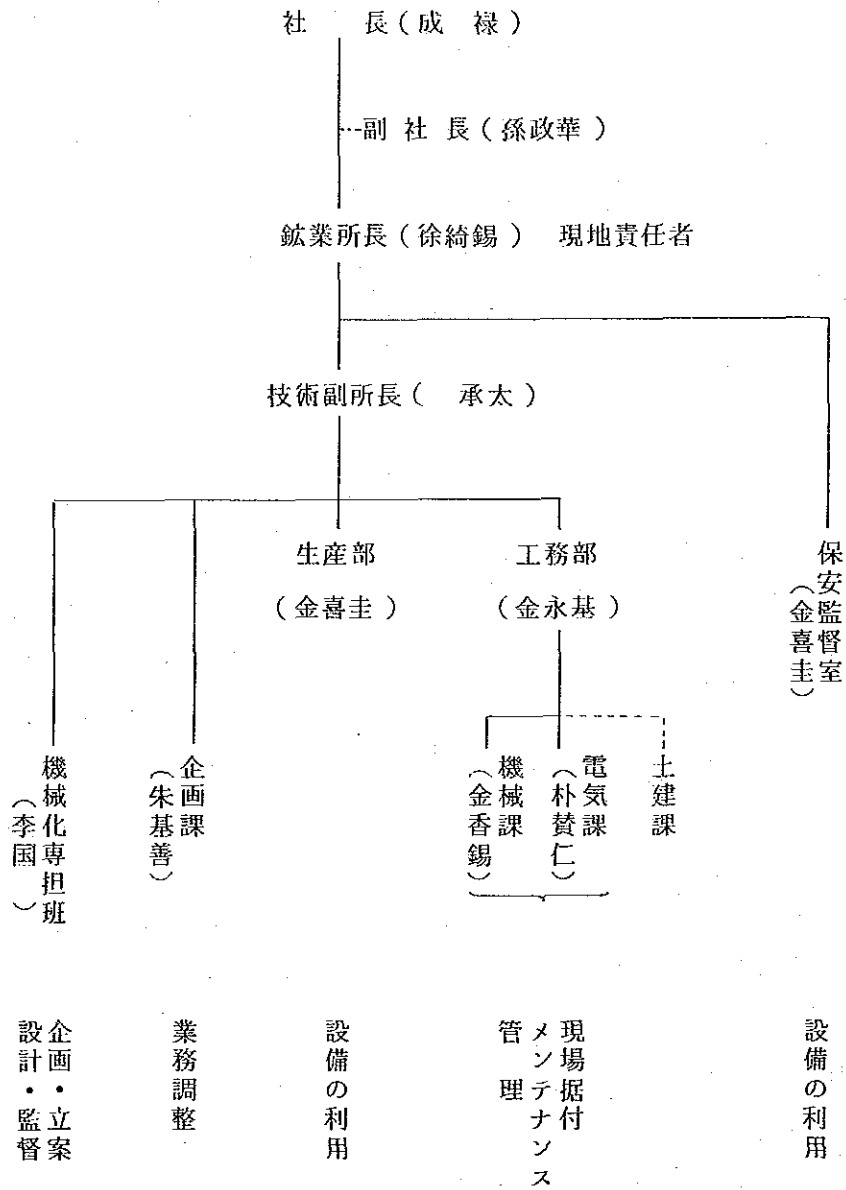 社 長(成 禄)
副 社 長(孫政華)
鉱業所長(徐綺錫) 現地責任者
技術副所長( 承太)
生産部
(金喜圭)
工務部
(金永基)
保安監督室
(金喜圭)
機械化専担班
(李国 )
企画課
(朱基善)
機械課
(金香錫)
電気課
(朴賛仁)
土建課
企画・立案
設計・監督
業務調整
設備の利用
現場据付
メンテナンス
管 理
設備の利用